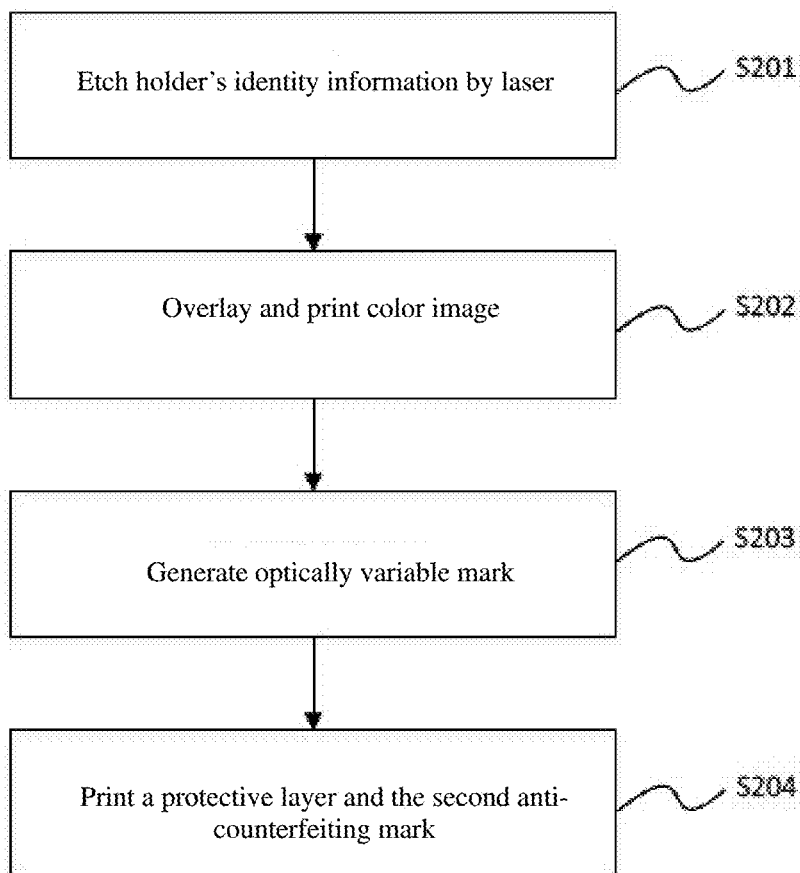 Etch holder's identity information by laser
S201
Overlay and print color image
S202
Generate optically variable mark
S203
Print a protective layer and the second anti-
counterfeiting mark
S204